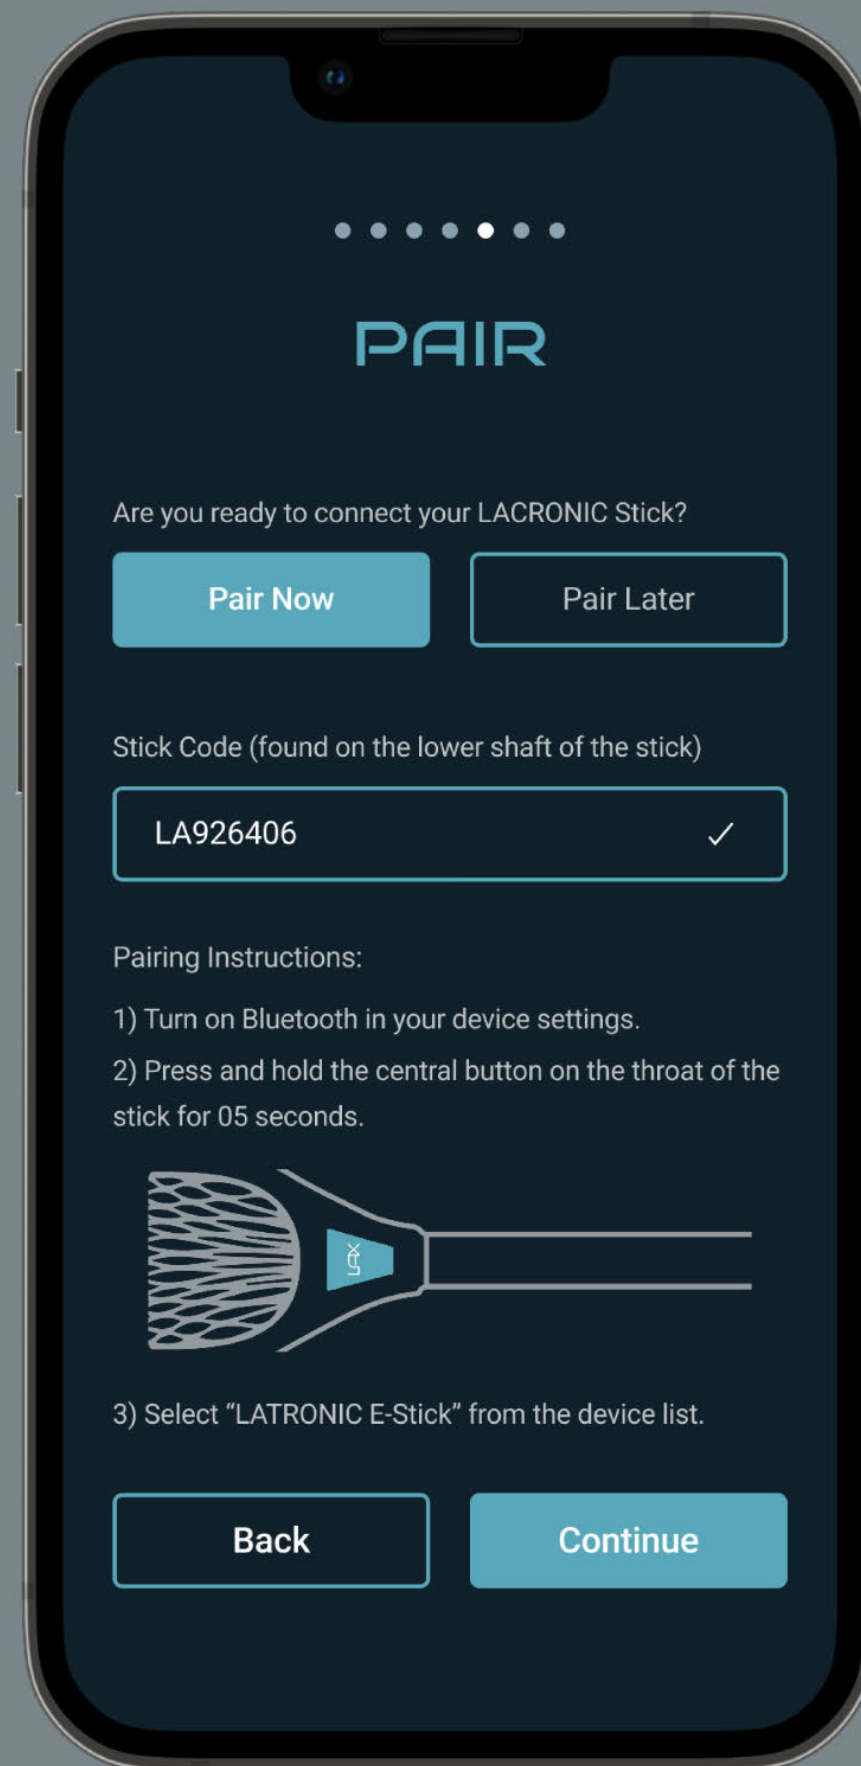 PAIR
Are you ready to connect your LACRONIC Stick?
Pair Now
Pair Later
Stick Code (found on the lower shaft of the stick)
LA926406
Pairing Instructions:
1) Turn on Bluetooth in your device settings.
2) Press and hold the central button on the throat of the
stick for 05 seconds.
LAX
3) Select “LATRONIC E-Stick” from the device list.
Back
Continue